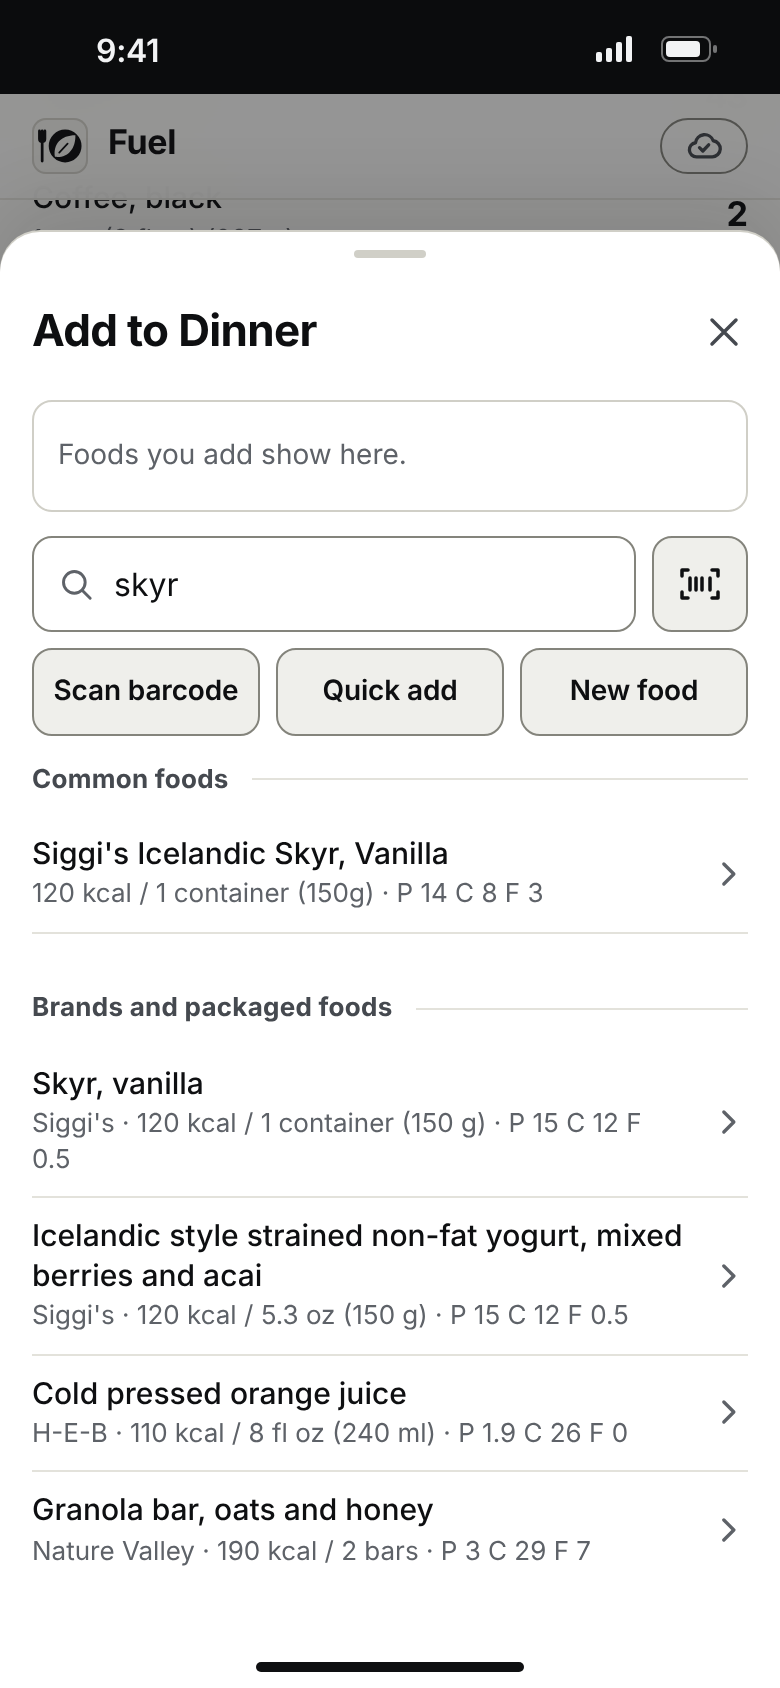 9:41
Fuel
Coffee, black
2
Add to Dinner
Foods you add show here.
skyr
Scan barcode
Quick add
New food
Common foods
Siggi's Icelandic Skyr, Vanilla
120 kcal / 1 container (150g) · P 14 C 8 F 3
Brands and packaged foods
Skyr, vanilla
Siggi's · 120 kcal / 1 container (150 g) · P 15 C 12 F
0.5
Icelandic style strained non-fat yogurt, mixed
berries and acai
Siggi's · 120 kcal / 5.3 oz (150 g) · P 15 C 12 F 0.5
Cold pressed orange juice
H-E-B · 110 kcal / 8 fl oz (240 ml) · P 1.9 C 26 F 0
Granola bar, oats and honey
Nature Valley · 190 kcal / 2 bars · P 3 C 29 F 7